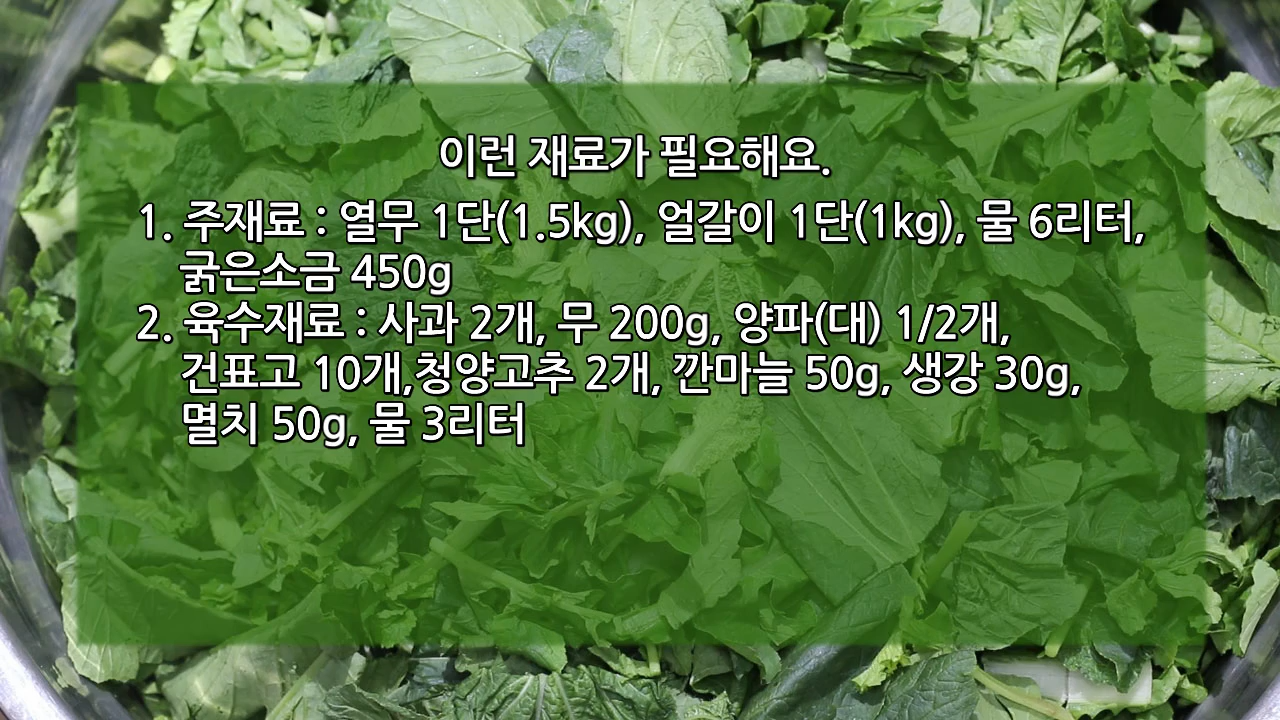 이런 재료가 필요해요.
1. 주재료 : 열무 1단(1.5kg), 얼갈이 1단(1kg), 물 6리터,
굵은소금 450g
2. 육수재료 : 사과 2개, 무 200g, 양파(대) 1/2개,
건표고 10개,청양고추 2개, 깐마늘 50g, 생강 30g,
멸치 50g, 물 3리터